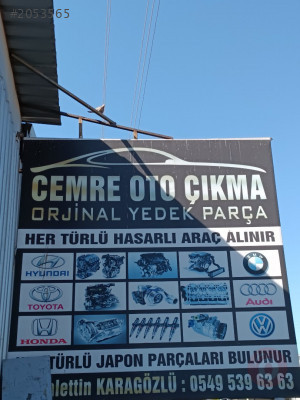 #2053565
CEMRE OTO ÇIKMA
ORJİNAL YEDEK PARÇA
HER TÜRLÜ HASARLI ARAÇ ALINIR
HYUNDAI
TOYOTA
Audi
HONDA
TÜRLÜ JAPON PARÇALARI BULUNUR
lettin KARAGÖZLÜ : 0549 539 63 63